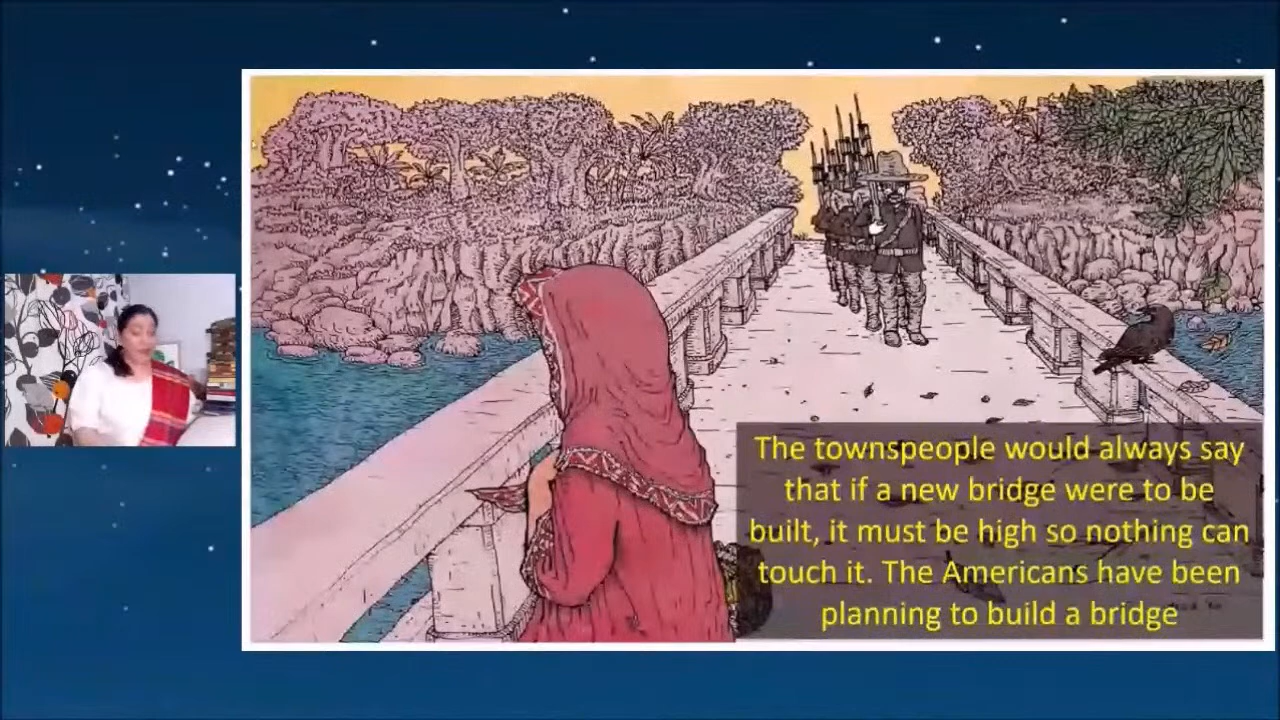 The townspeople would always say
that if a new bridge were to be
built, it must be high so nothing can
touch it. The Americans have been
planning to build a bridge